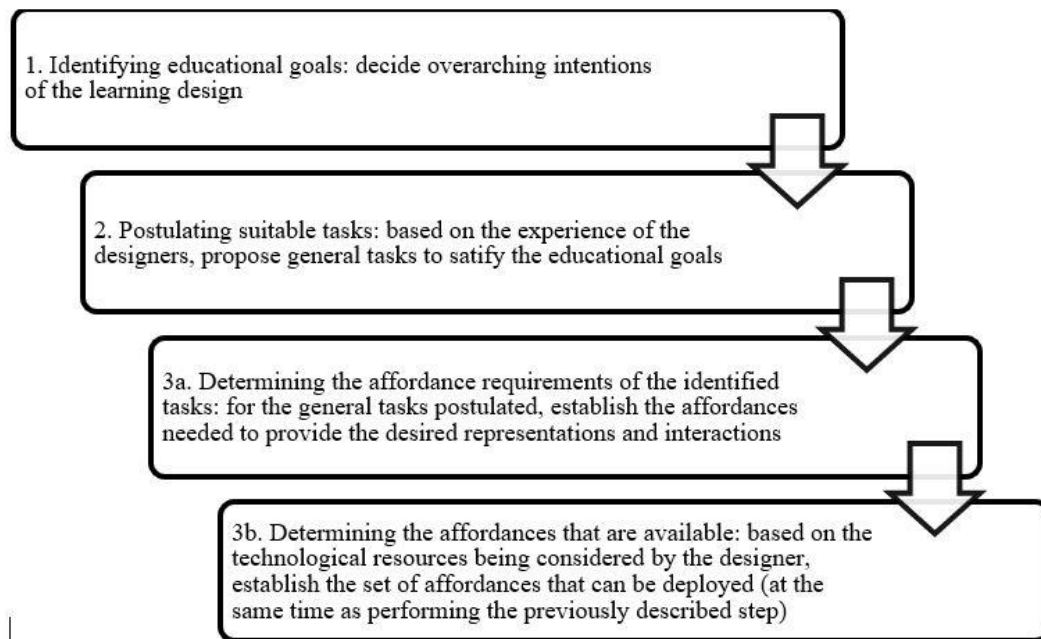 1. Identifying educational goals: decide overarching intentions
of the learning design
2. Postulating suitable tasks: based on the experience of the
designers, propose general tasks to satify the educational goals
3a. Determining the affordance requirements of the identified
tasks: for the general tasks postulated, establish the affordances
needed to provide the desired representations and interactions
3b. Determining the affordances that are available: based on the
technological resources being considered by the designer,
establish the set of affordances that can be deployed (at the
same time as performing the previously described step)